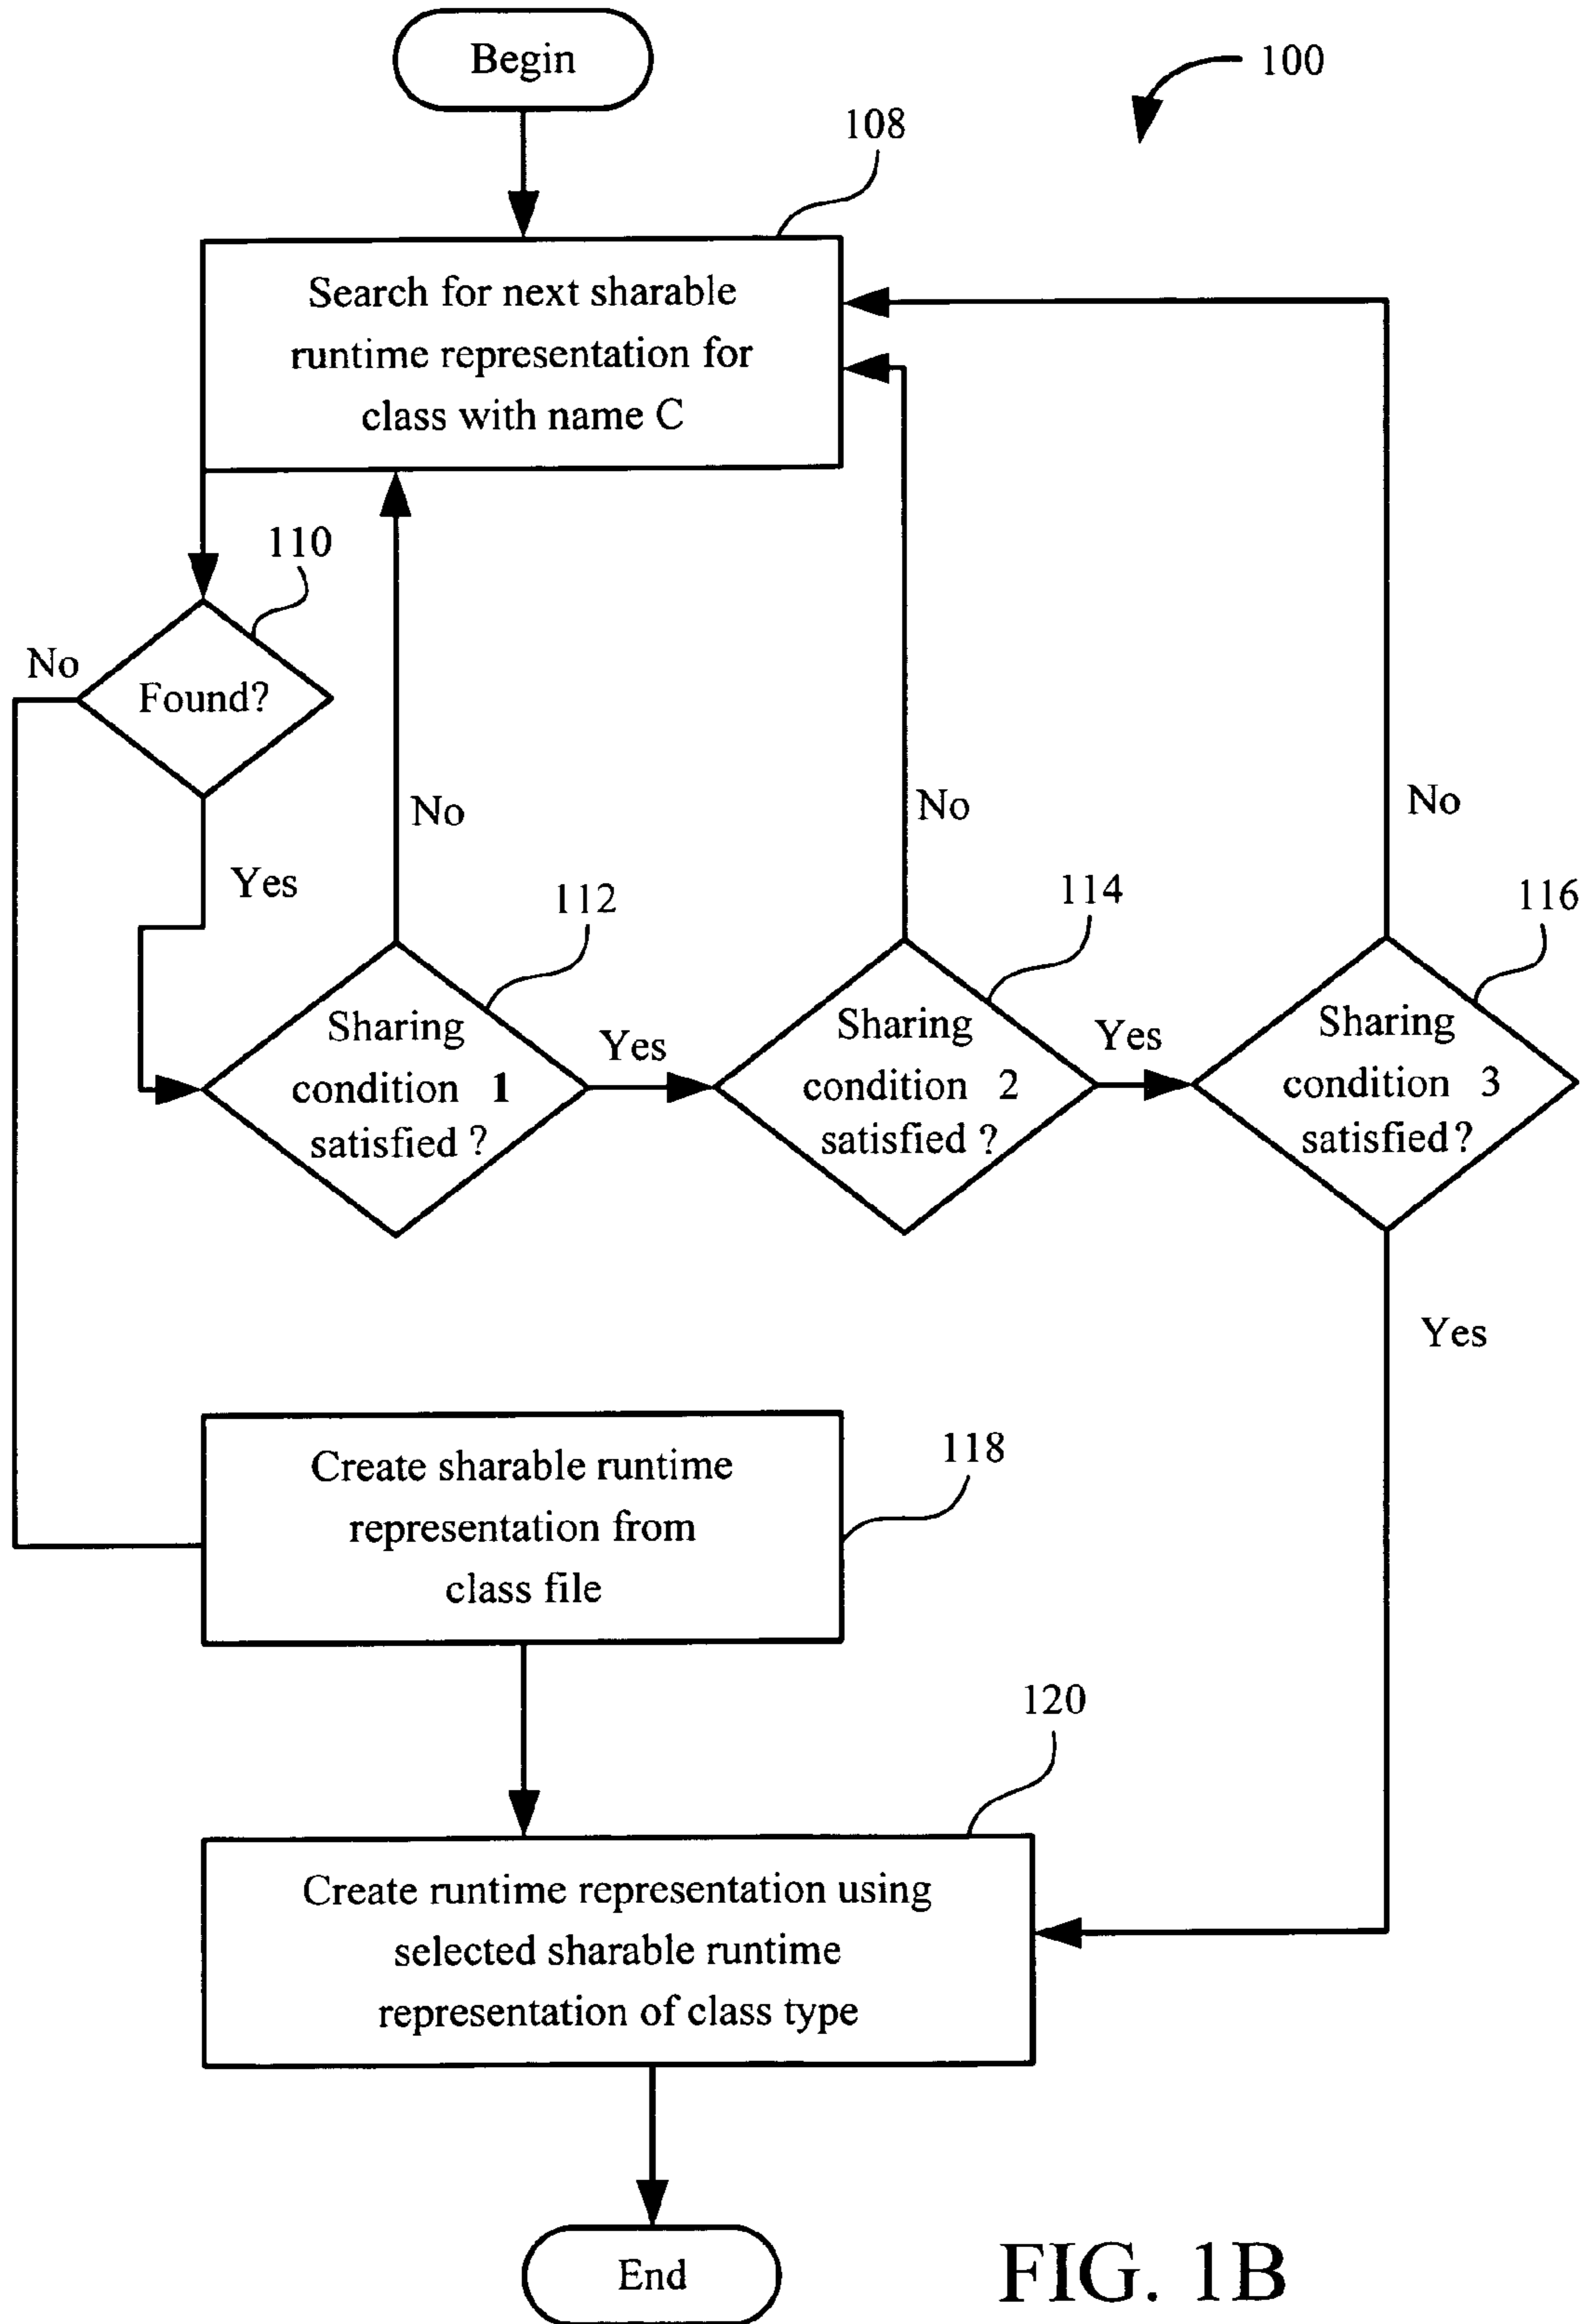 Begin
100
108
Search for next sharable
runtime representation for
class with name C
110
No
Found?
Yes
No
No
No
112
114
116
Sharing
condition 1
satisfied ?
Yes
Sharing
condition 2
satisfied ?
Yes
Sharing
condition 3
satisfied?
Yes
Create sharable runtime
representation from
class file
118
120
Create runtime representation using
selected sharable runtime
representation of class type
End
FIG. 1B